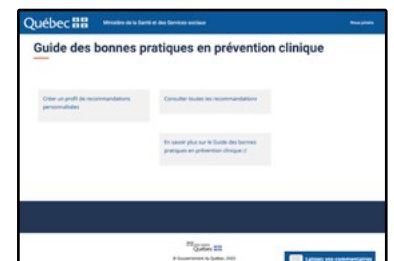 Québec
Ministère de la Santé et des Services sociaux
Nous joindre
Guide des bonnes pratiques en prévention clinique
Créer un profil de recommandations
personnalisées
Consulter toutes les recommandations
En savoir plus sur le Guide des bonnes
pratiques en prévention clinique
Québec
© Gouvernement du Québec, 2023
Laissez vos commentaires